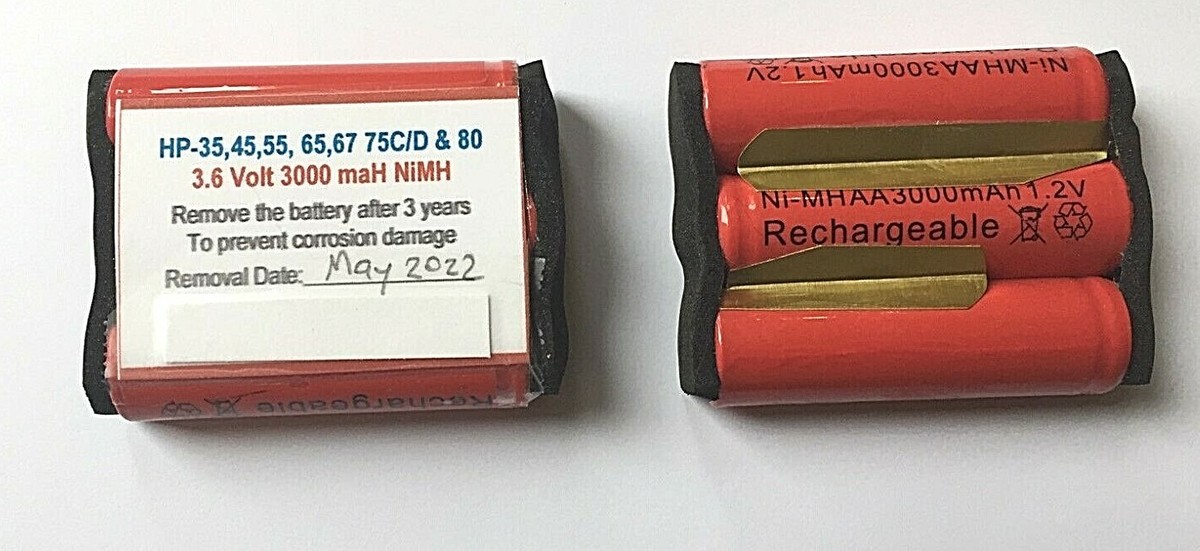 HP-35,45,55, 65,67 75C/D & 80
3.6 Volt 3000 maH NiMH
Remove the battery after 3 years
To prevent corrosion damage
Removal Date: May 2022
Rechargeable
Ni-MHAA3000mAh1.2V
Ni-MHAA3000mAh1.2V
Rechargeable